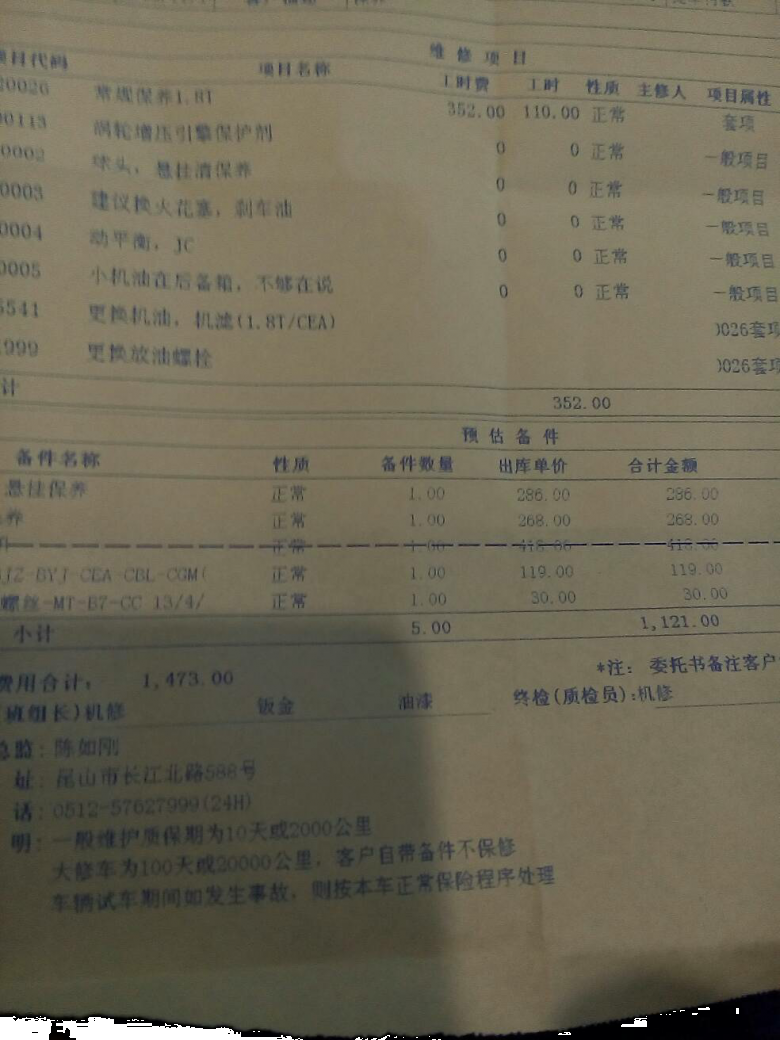 维修项目
项目代码 项目名称 工时费 工时 性质 主修人 项目属性
20026 常规保养1.8T 352.00 110.00 正常 套项
00113 涡轮增压引擎保护剂 0 0 正常 一般项目
0002 球头，悬挂清保养 0 0 正常 一般项目
0003 建议换火花塞，刹车油 0 0 正常 一般项目
0004 动平衡，JC 0 0 正常 一般项目
0005 小机油在后备箱，不够在说 0 0 正常 一般项目
5541 更换机油，机滤(1.8T/CEA) 0026套项
1999 更换放油螺栓 0026套项
计 352.00
预估备件
备件名称 性质 备件数量 出库单价 合计金额
悬挂保养 正常 1.00 286.00 286.00
养 正常 1.00 268.00 268.00
正常 1.00 418.00 418.00
JZ-BYJ-CEA-CBL-CGM( 正常 1.00 119.00 119.00
螺丝-MT-B7-CC 13/4/ 正常 1.00 30.00 30.00
小计 5.00 1,121.00
费用合计： 1,473.00 *注： 委托书备注客户
(班组长)机修 钣金 油漆 终检(质检员):机修
总监：陈如刚
址：昆山市长江北路588号
话：0512-57627999(24H)
明：一般维护质保期为10天或2000公里
大修车为100天或20000公里，客户自带备件不保修
车辆试车期间如发生事故，则按本车正常保险程序处理